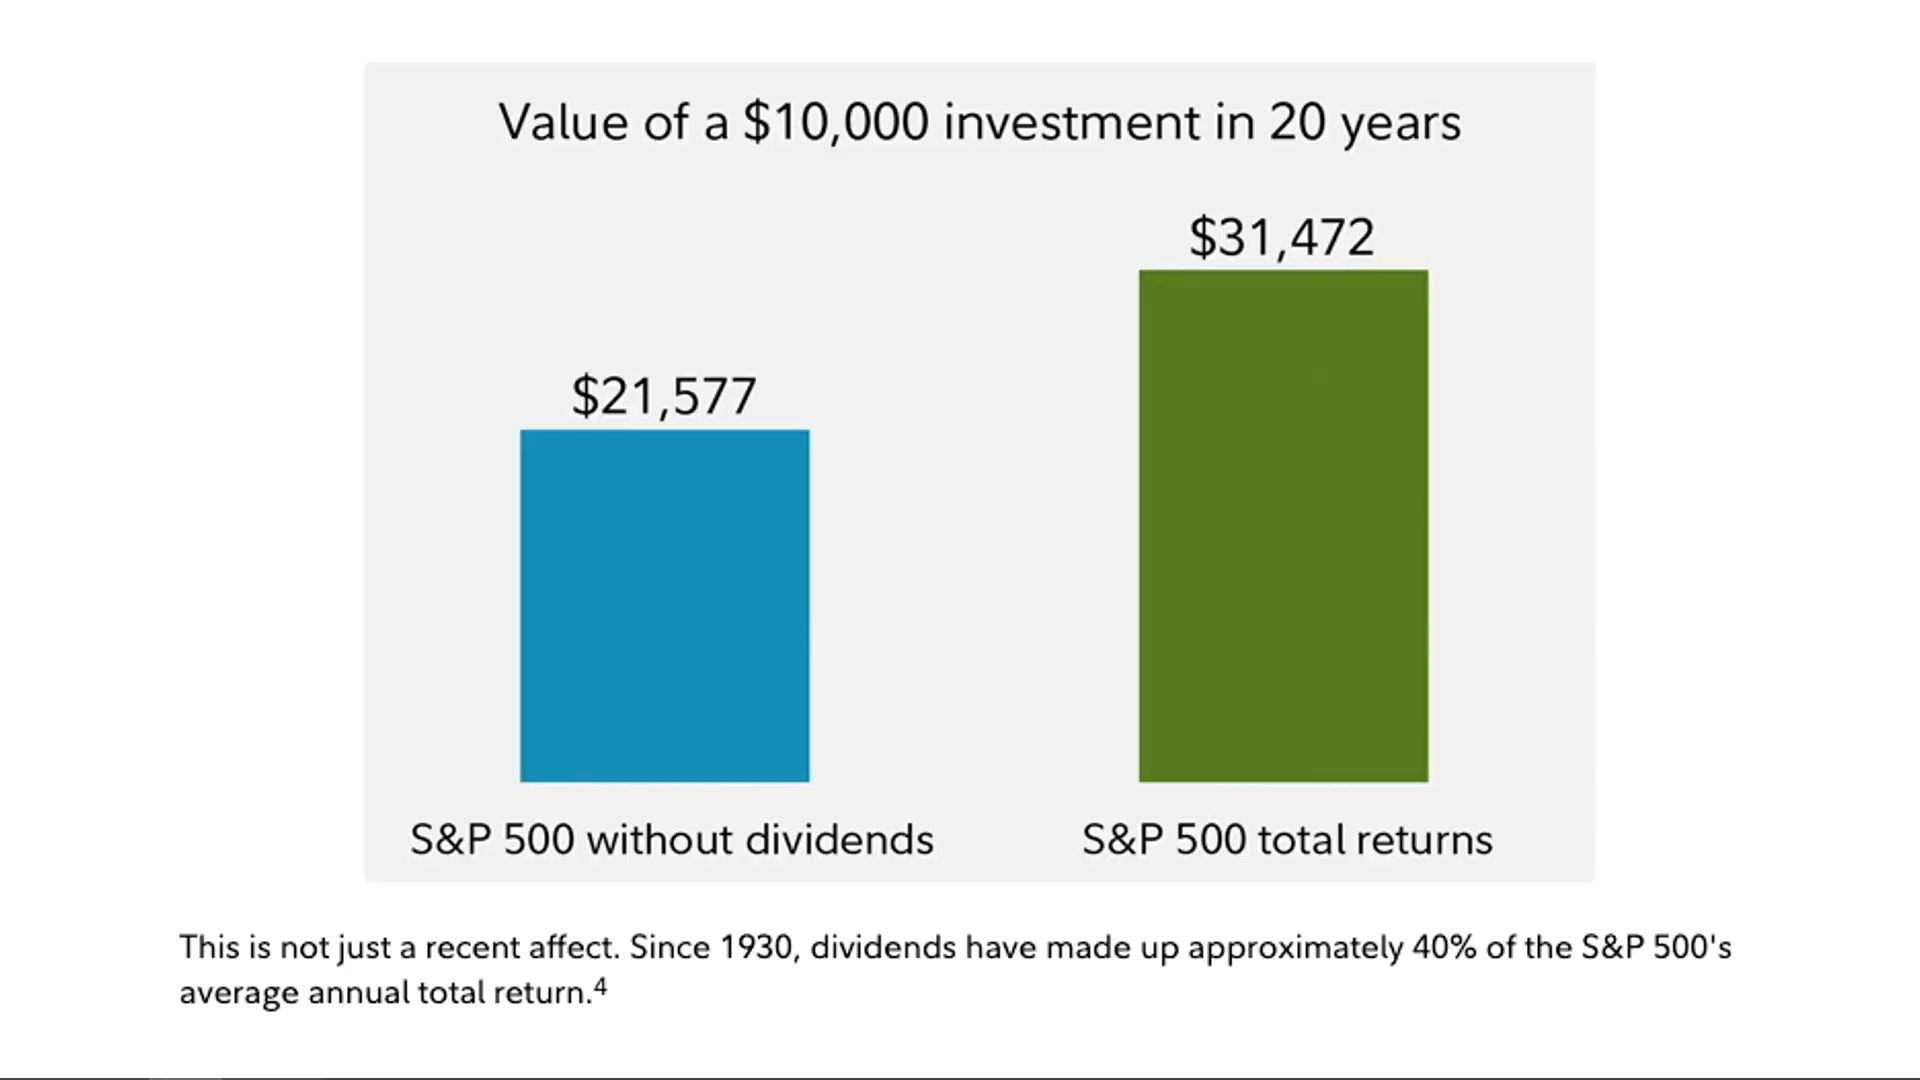 Value of a $10,000 investment in 20 years
$31,472
$21,577
S&P 500 without dividends
S&P 500 total returns
This is not just a recent affect. Since 1930, dividends have made up approximately 40% of the S&P 500's
average annual total return.4